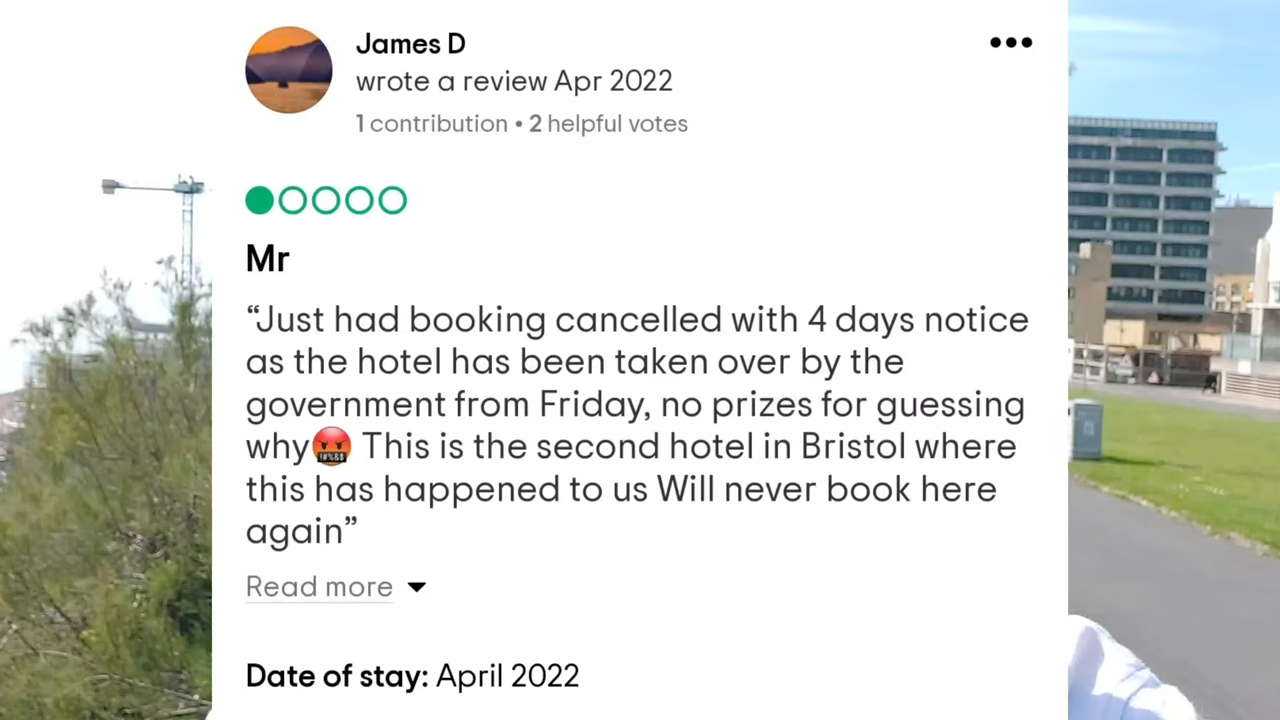 James D
wrote a review Apr 2022
1 contribution • 2 helpful votes
Mr
“Just had booking cancelled with 4 days notice
as the hotel has been taken over by the
government from Friday, no prizes for guessing
why🤬 This is the second hotel in Bristol where
this has happened to us Will never book here
again”
Read more
Date of stay: April 2022